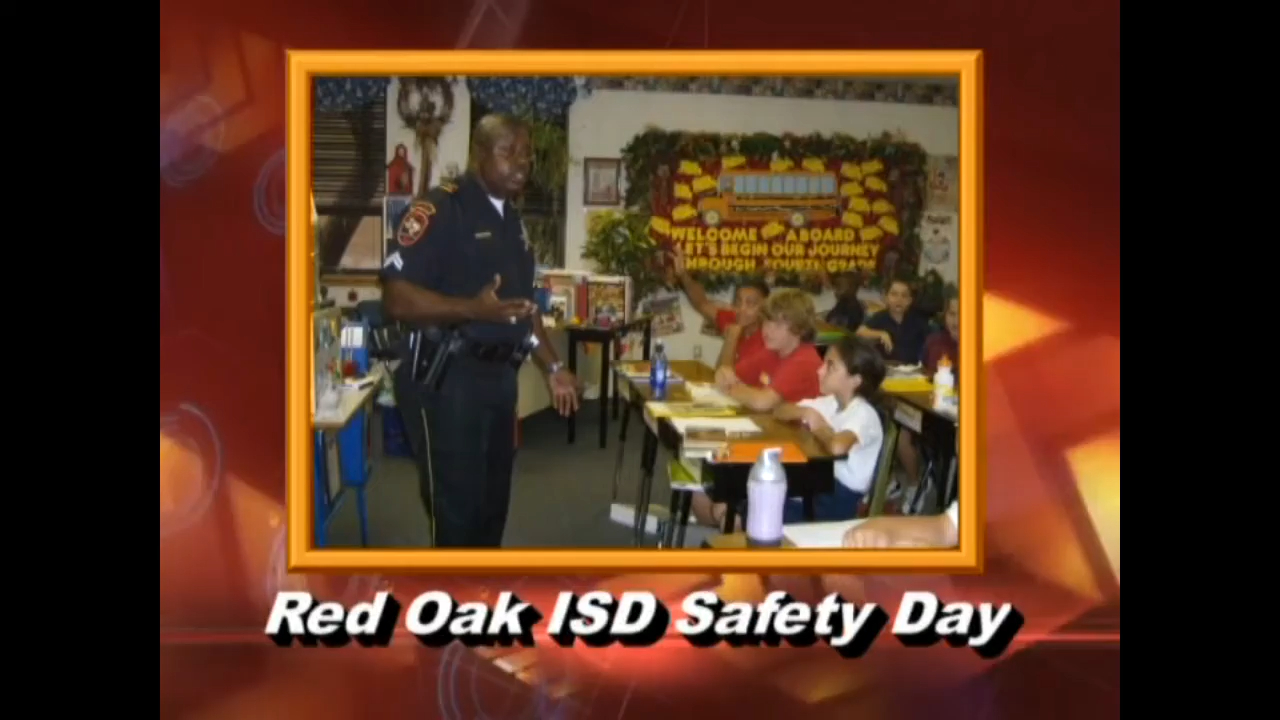 WELCOME ABOARD
LET'S BEGIN OUR JOURNEY
THROUGH FOURTH GRADE
Red Oak ISD Safety Day